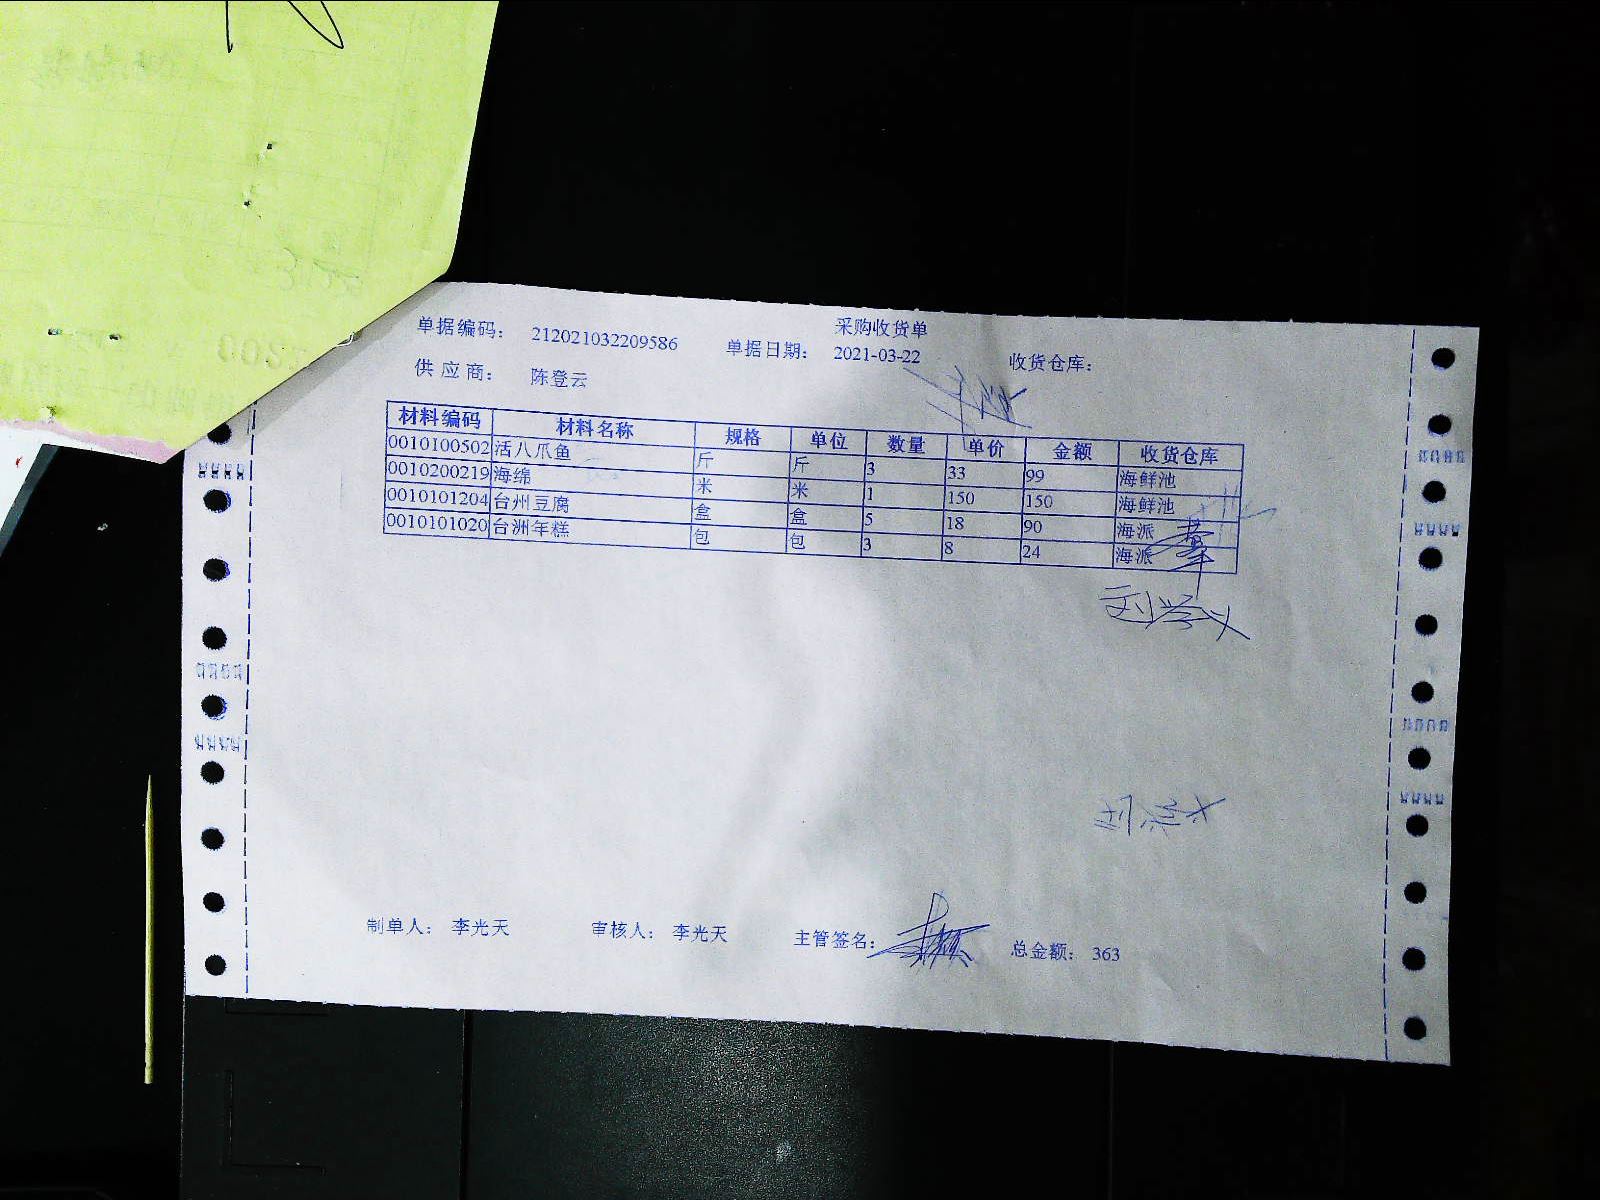 采购收货单
单据编码： 212021032209586 单据日期： 2021-03-22 收货仓库：
供应商： 陈登云
材料编码 材料名称 规格 单位 数量 单价 金额 收货仓库
0010100502 活八爪鱼 斤 斤 3 33 99 海鲜池
0010200219 海绵 米 米 1 150 150 海鲜池
0010101204 台州豆腐 盒 盒 5 18 90 海派
0010101020 台洲年糕 包 包 3 8 24 海派
制单人： 李光天 审核人： 李光天 主管签名： 总金额： 363